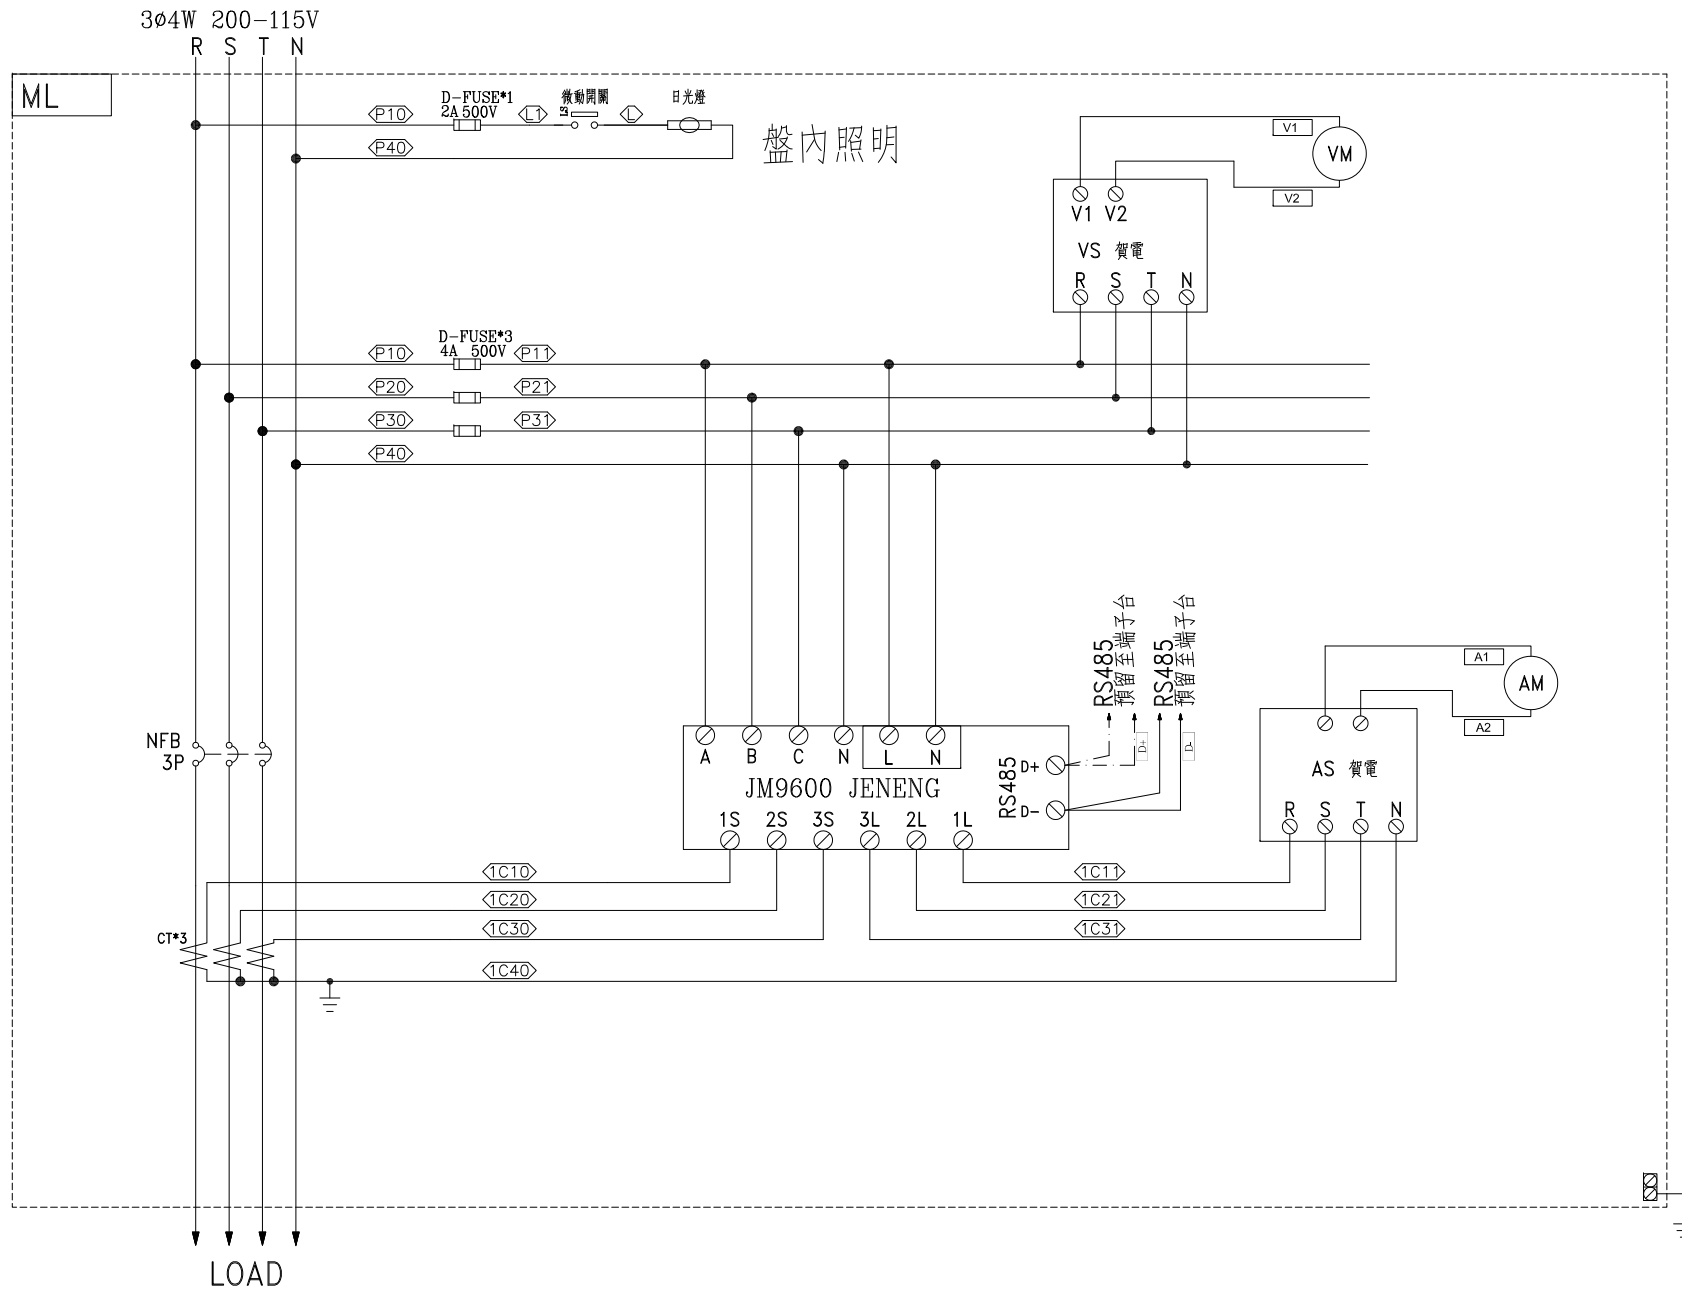 3ø4W 200-115V
R S T N
ML
P10
D-FUSE*1
2A 500V
L1
微動開關
LS
L
日光燈
P40
盤內照明
V1
VM
V2
V1 V2
VS 賀電
R S T N
D-FUSE*3
4A 500V
P10
P11
P20
P21
P30
P31
P40
RS485
預留至端子台
RS485
預留至端子台
A1
AM
A2
NFB
3P
A B C N L N
D+
D-
RS485
D+
D-
JM9600 JENENG
1S 2S 3S 3L 2L 1L
AS 賀電
R S T N
1C10
1C11
1C20
1C21
1C30
1C31
CT*3
1C40
LOAD